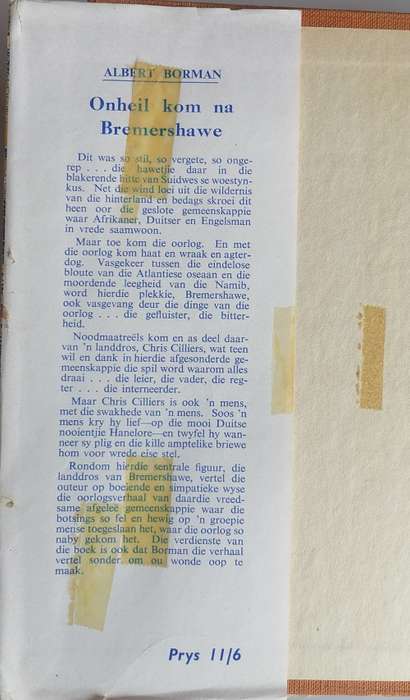 ALBERT BORMAN
Onheil kom na
Bremershawe
Dit was so stil, so vergete, so onge-
rep . . . die hawetjie daar in die
blakerende hitte van Suidwes se woestyn-
kus. Net die wind loei uit die wildernis
van die hinterland en bedags skroei dit
heen oor die geslote gemeenskappie
waar Afrikaner, Duitser en Engelsman
in vrede saamwoon.
Maar toe kom die oorlog. En met
die oorlog kom haat en wraak en agter-
dog. Vasgekeer tussen die eindelose
bloute van die Atlantiese oseaan en die
moordende leegheid van die Namib,
word hierdie plekkie, Bremershawe,
ook vasgevang deur die dinge van die
oorlog . . . die gefluister, die bitter-
heid.
Noodmaatreëls kom en as deel daar-
van 'n landdros, Chris Cilliers, wat teen
wil en dank in hierdie afgesonderde ge-
meenskappie die spil word waarom alles
draai . . . die leier, die vader, die reg-
ter . . . die interneerder.
Maar Chris Cilliers is ook 'n mens,
met die swakhede van 'n mens. Soos 'n
mens kry hy lief—op die mooi Duitse
nooientjie Hanelore—en twyfel hy wan-
neer sy plig en die kille amptelike briewe
hom voor wrede eise stel.
Rondom hierdie sentrale figuur, die
landdros van Bremershawe, vertel die
outeur op boeiende en simpatieke wyse
die oorlogsverhaal van daardie vreed-
same afgeleë gemeenskappie waar die
botsings so fel en hewig op 'n groepie
mense toegeslaan het, waar die oorlog so
naby gekom het. Die verdienste van
die boek is ook dat Borman die verhaal
vertel sonder om ou wonde oop te
maak.
Prys 11/6